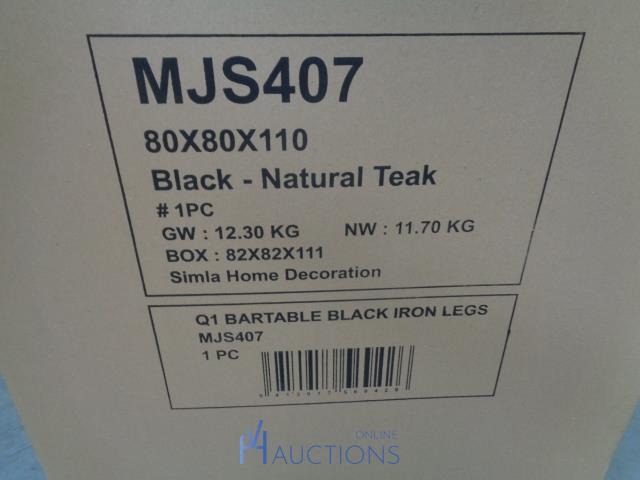 MJS407
80X80X110
Black - Natural Teak
# 1PC
GW : 12.30 KG NW : 11.70 KG
BOX : 82X82X111
Simla Home Decoration
Q1 BARTABLE BLACK IRON LEGS
MJS407
1 PC
ONLINE
AUCTIONS